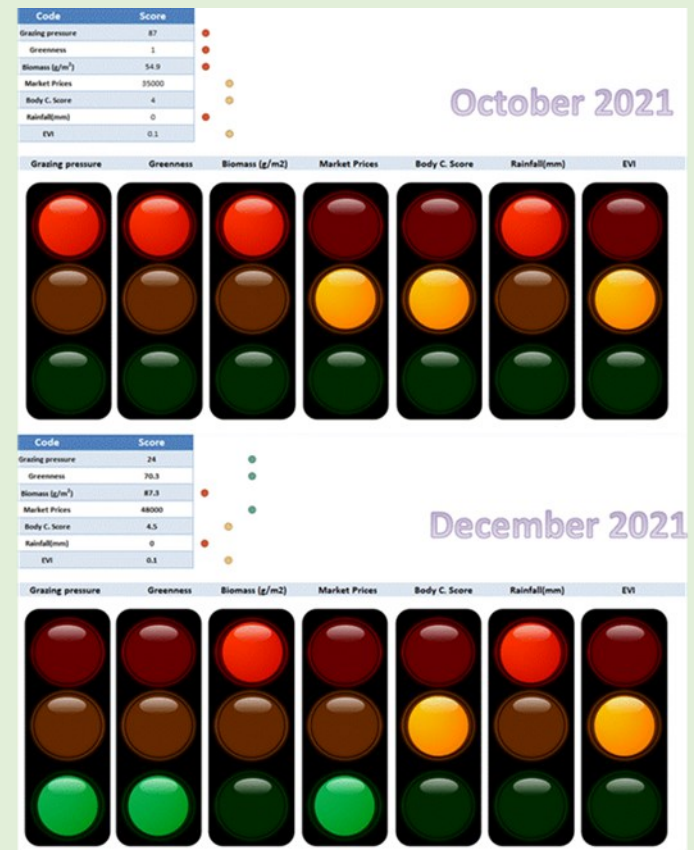 Code Score
Grazing pressure 87
Greenness 1
Biomass (g/m²) 54.9
Market Prices 35000
Body C. Score 4
Rainfall(mm) 0
EVI 0.1
October 2021
Grazing pressure Greenness Biomass (g/m2) Market Prices Body C. Score Rainfall(mm) EVI
Code Score
Grazing pressure 24
Greenness 70.3
Biomass (g/m²) 87.3
Market Prices 48000
Body C. Score 4.5
Rainfall(mm) 0
EVI 0.1
December 2021
Grazing pressure Greenness Biomass (g/m2) Market Prices Body C. Score Rainfall(mm) EVI